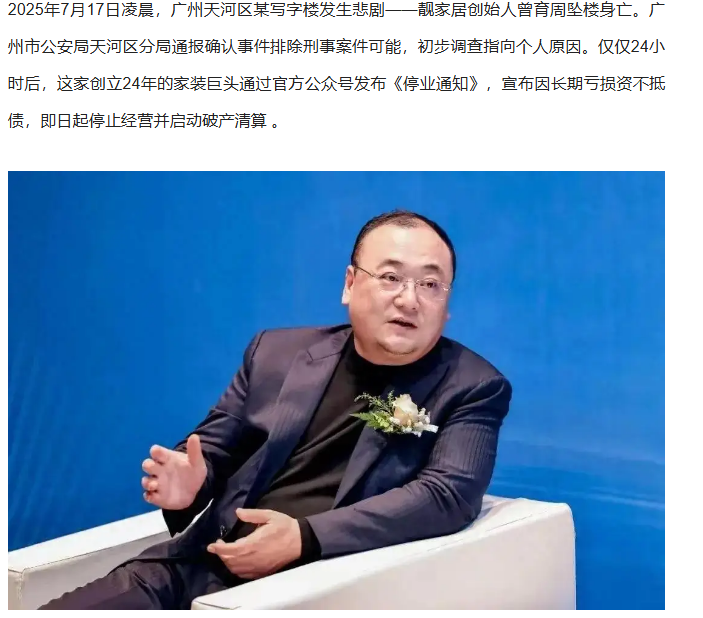 2025年7月17日凌晨，广州天河区某写字楼发生悲剧——靓家居创始人曾育周坠楼身亡。广
州市公安局天河区分局通报确认事件排除刑事案件可能，初步调查指向个人原因。仅仅24小
时后，这家创立24年的家装巨头通过官方公众号发布《停业通知》，宣布因长期亏损资不抵
债，即日起停止经营并启动破产清算 。